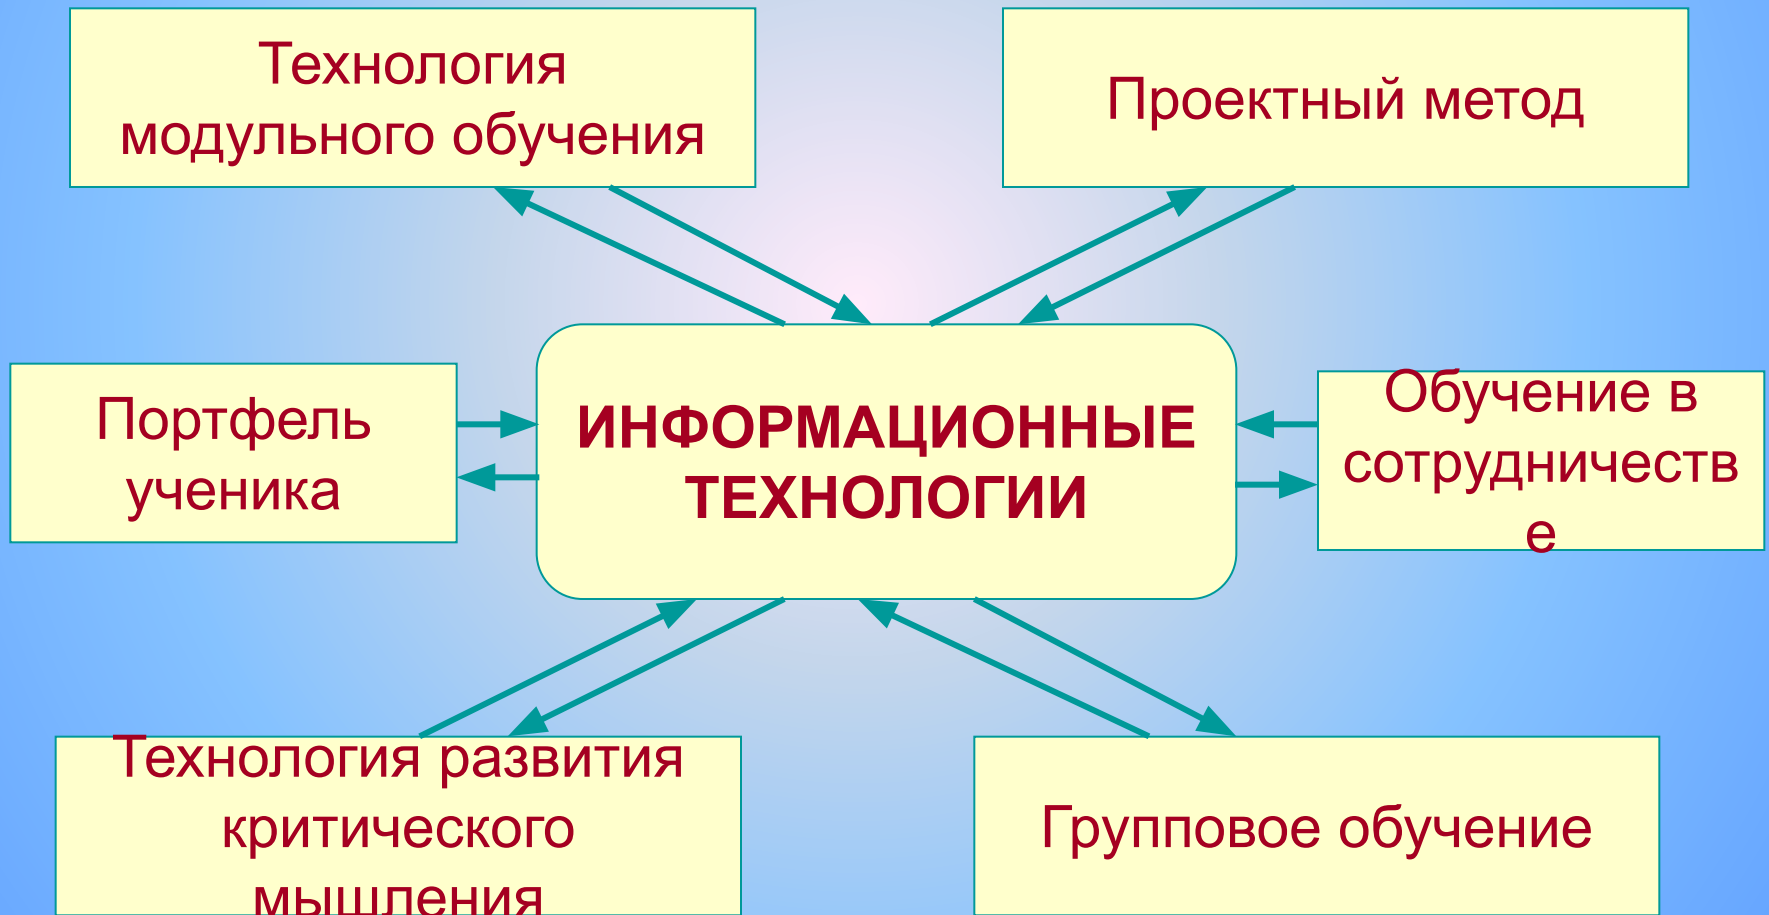 Технология
модульного обучения
Проектный метод
Портфель
ученика
ИНФОРМАЦИОННЫЕ
ТЕХНОЛОГИИ
Обучение в
сотрудничеств
е
Технология развития
критического
мышления
Групповое обучение